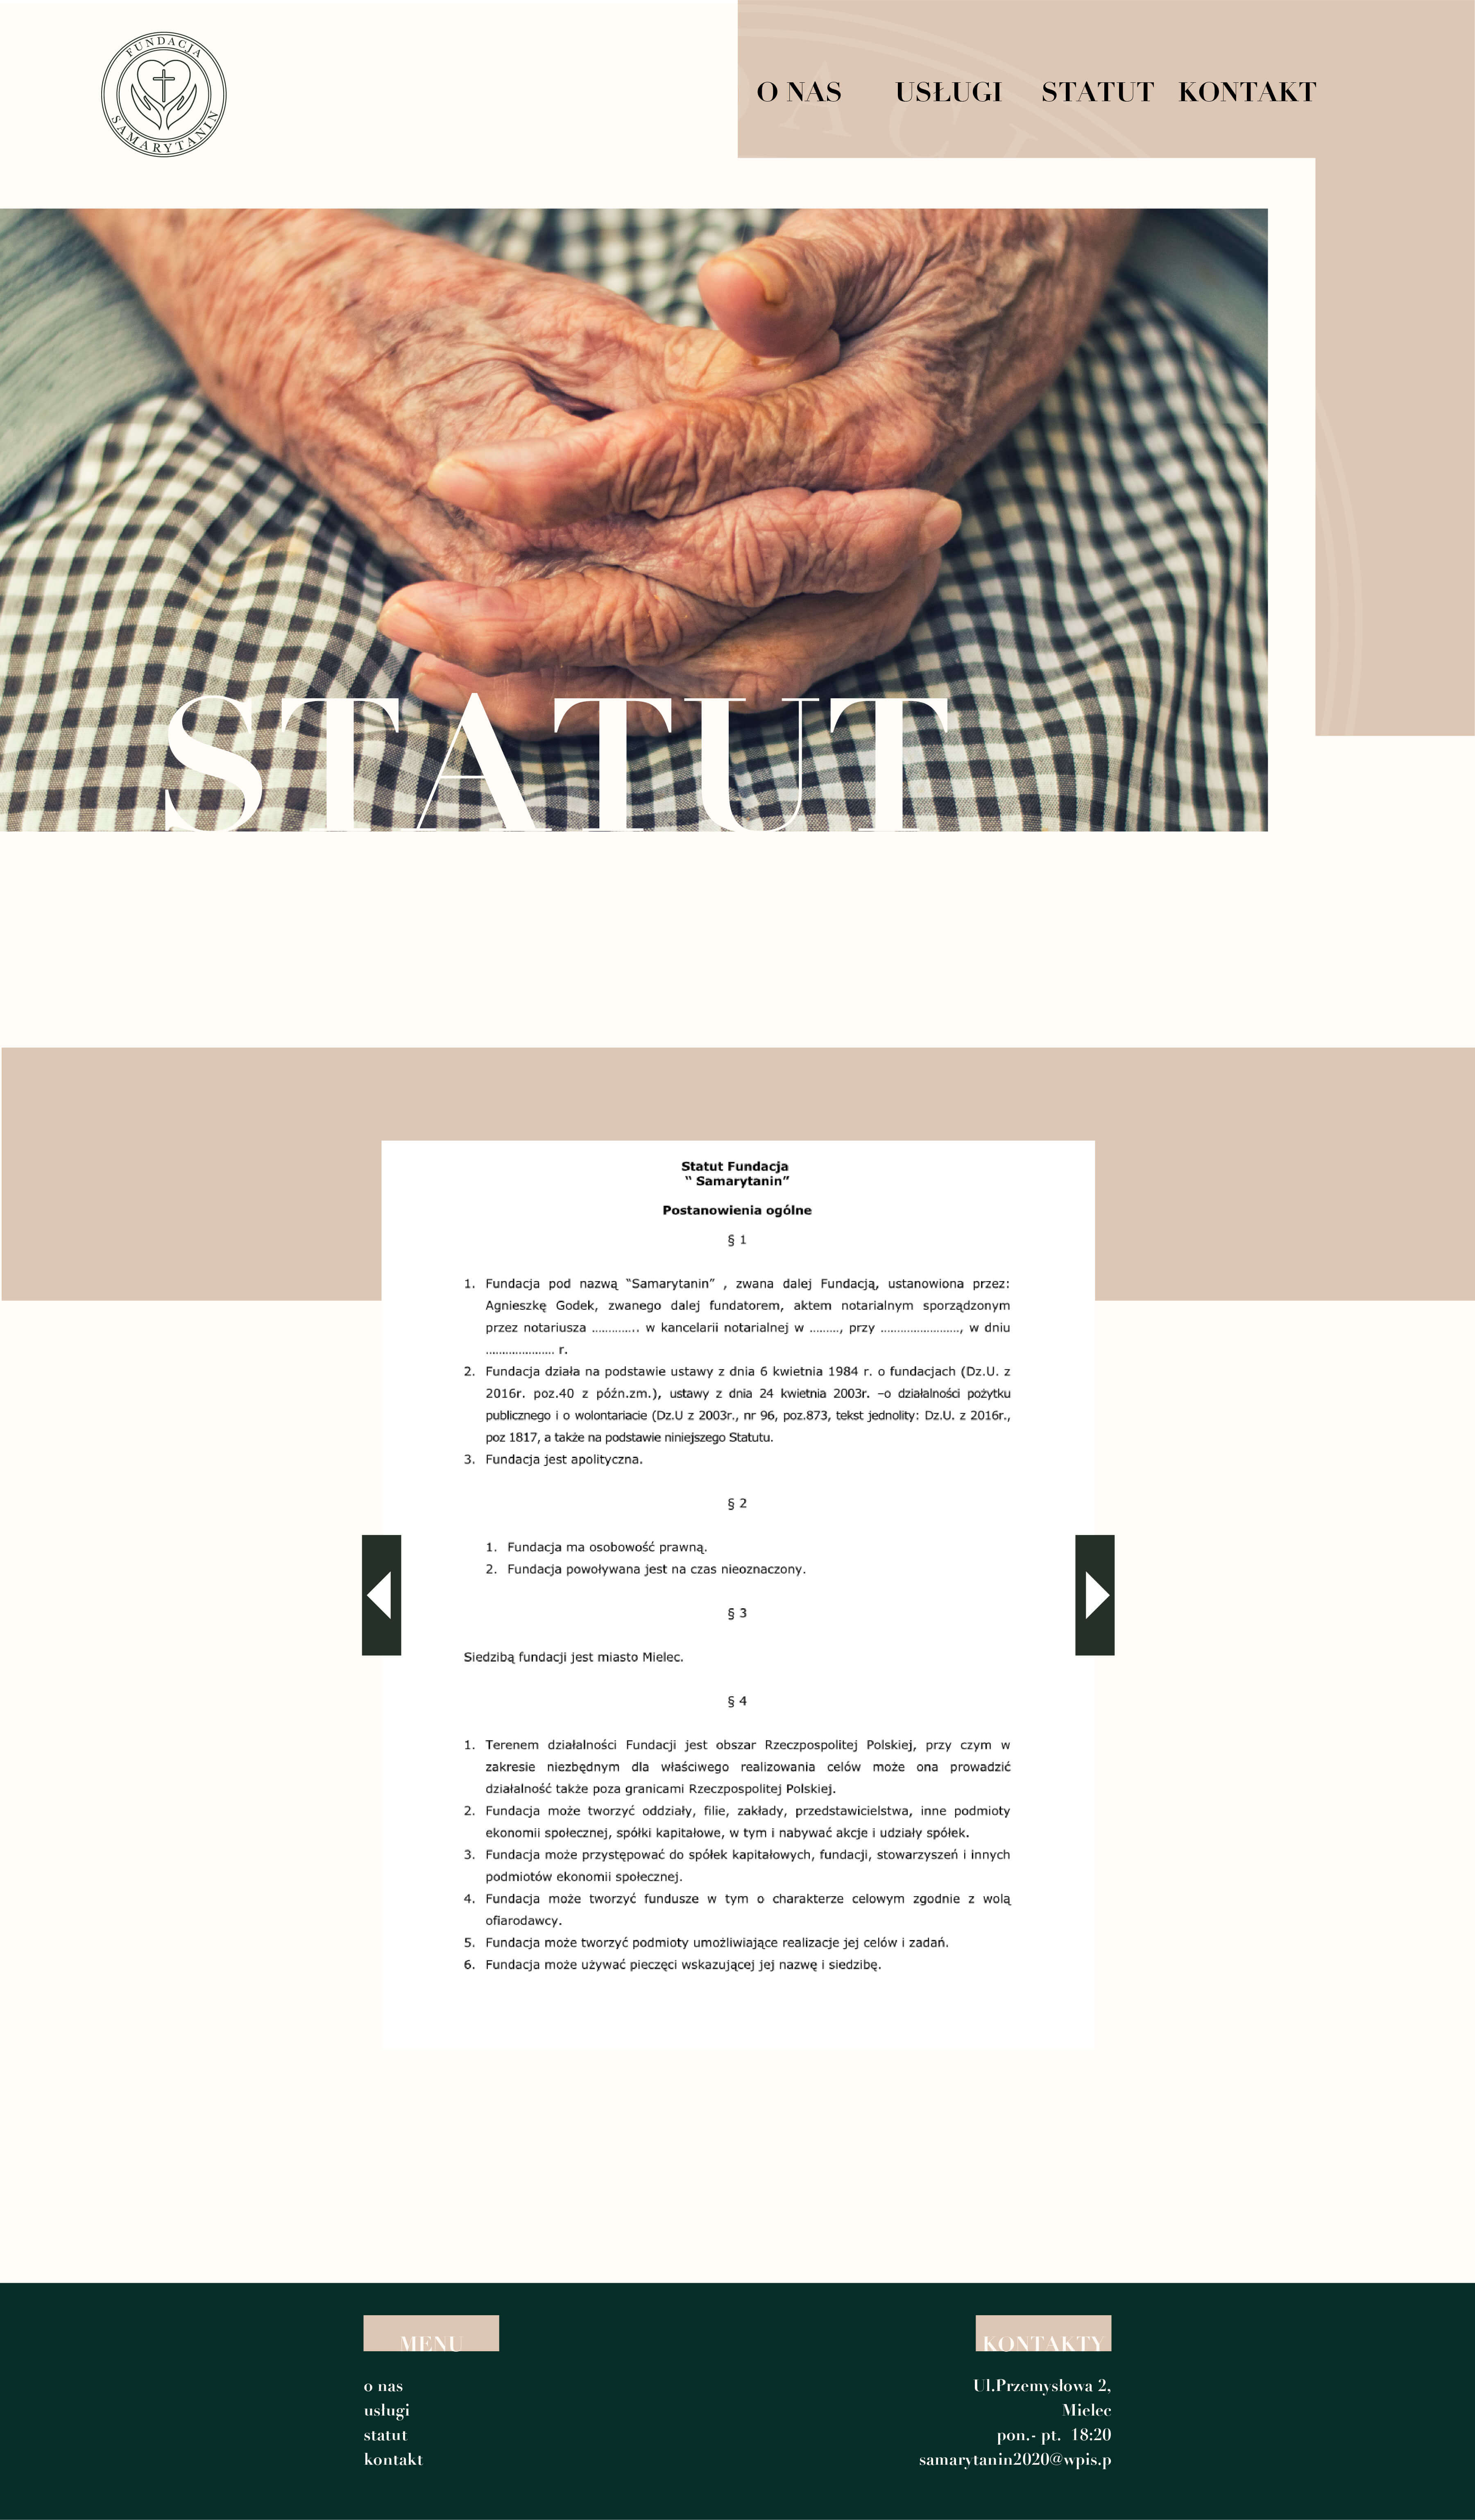 FUNDACJA
SAMARYTANIN
O NAS USŁUGI STATUT KONTAKT
STATUT
Statut Fundacja
“ Samarytanin”
Postanowienia ogólne
§ 1
1. Fundacja pod nazwą “Samarytanin” , zwana dalej Fundacją, ustanowiona przez:
Agnieszkę Godek, zwanego dalej fundatorem, aktem notarialnym sporządzonym
przez notariusza .............. w kancelarii notarialnej w ........., przy ........................, w dniu
..................... r.
2. Fundacja działa na podstawie ustawy z dnia 6 kwietnia 1984 r. o fundacjach (Dz.U. z
2016r. poz.40 z późn.zm.), ustawy z dnia 24 kwietnia 2003r. –o działalności pożytku
publicznego i o wolontariacie (Dz.U z 2003r., nr 96, poz.873, tekst jednolity: Dz.U. z 2016r.,
poz 1817, a także na podstawie niniejszego Statutu.
3. Fundacja jest apolityczna.
§ 2
1. Fundacja ma osobowość prawną.
2. Fundacja powoływana jest na czas nieoznaczony.
§ 3
Siedzibą fundacji jest miasto Mielec.
§ 4
1. Terenem działalności Fundacji jest obszar Rzeczpospolitej Polskiej, przy czym w
zakresie niezbędnym dla właściwego realizowania celów może ona prowadzić
działalność także poza granicami Rzeczpospolitej Polskiej.
2. Fundacja może tworzyć oddziały, filie, zakłady, przedstawicielstwa, inne podmioty
ekonomii społecznej, spółki kapitałowe, w tym i nabywać akcje i udziały spółek.
3. Fundacja może przystępować do spółek kapitałowych, fundacji, stowarzyszeń i innych
podmiotów ekonomii społecznej.
4. Fundacja może tworzyć fundusze w tym o charakterze celowym zgodnie z wolą
ofiarodawcy.
5. Fundacja może tworzyć podmioty umożliwiające realizacje jej celów i zadań.
6. Fundacja może używać pieczęci wskazującej jej nazwę i siedzibę.
MENU
o nas
usługi
statut
kontakt
KONTAKTY
Ul.Przemysłowa 2,
Mielec
pon.- pt. 18:20
samarytanin2020@wpis.p